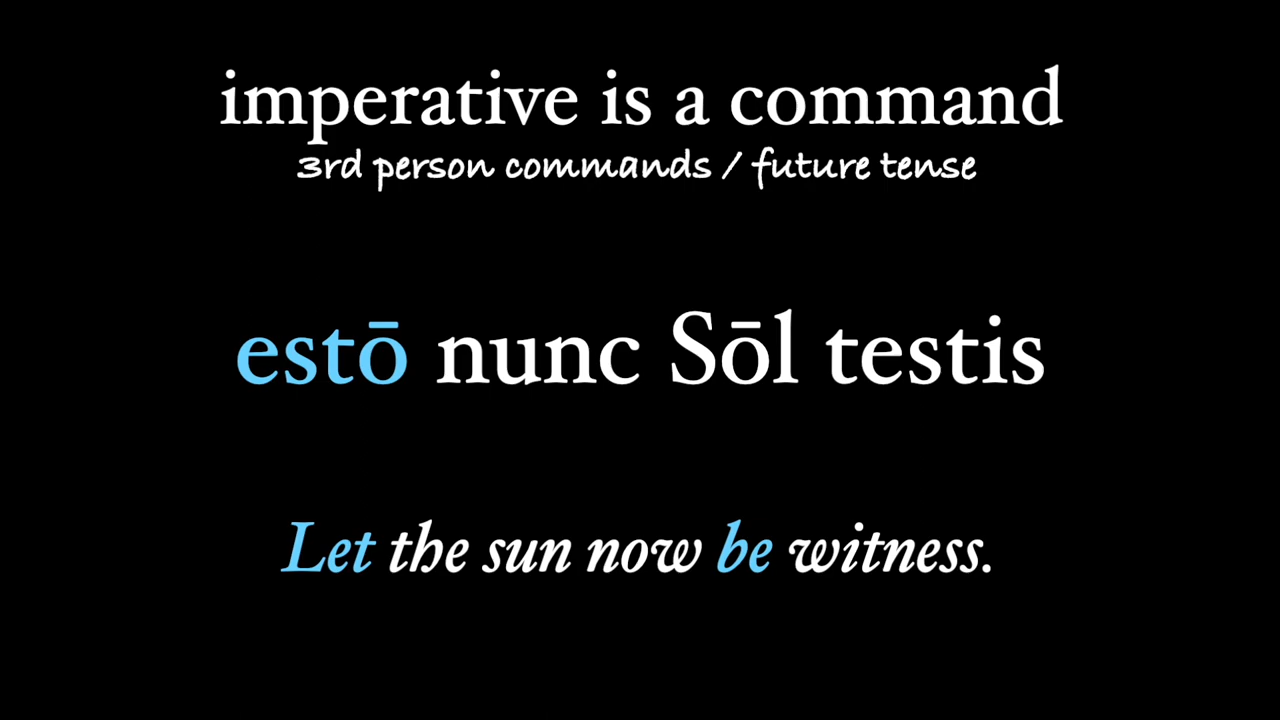 imperative is a command
3rd person commands / future tense
estō nunc Sōl testis
Let the sun now be witness.